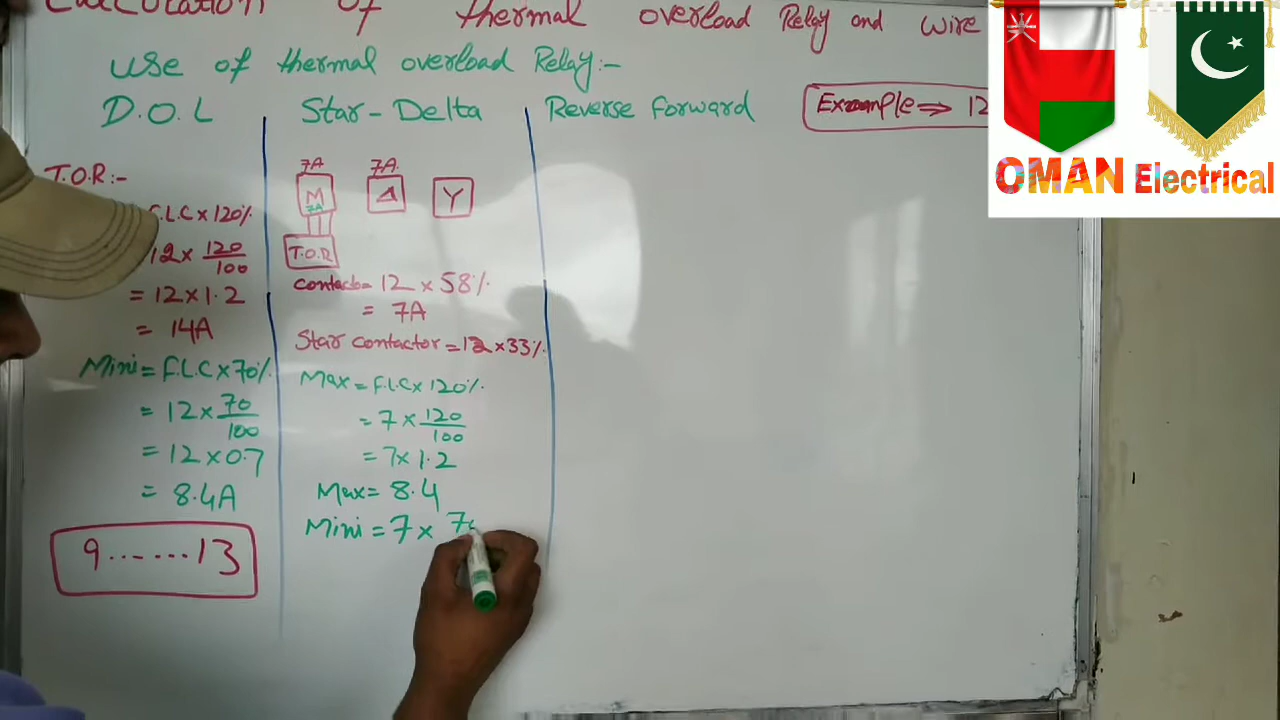 Calculation of thermal overload Relay and wire
use of thermal overload Relay:-
D.O.L
Star-Delta
Reverse forward
Example ⇒ 12
OMAN Electrical
T.O.R:-
F.L.C × 120%
12 × 120/100
= 12 × 1.2
= 14A
Mini = F.L.C × 70%
= 12 × 70/100
= 12 × 0.7
= 8.4A
9.......13
7A
7A.
M
7A
Δ
Y
T.O.R
= 12 × 58%
= 7A
Star contactor = 12 × 33%.
Max = F.L.C × 120%.
= 7 × 120/100
= 7 × 1.2
Max = 8.4
Mini = 7 × 7